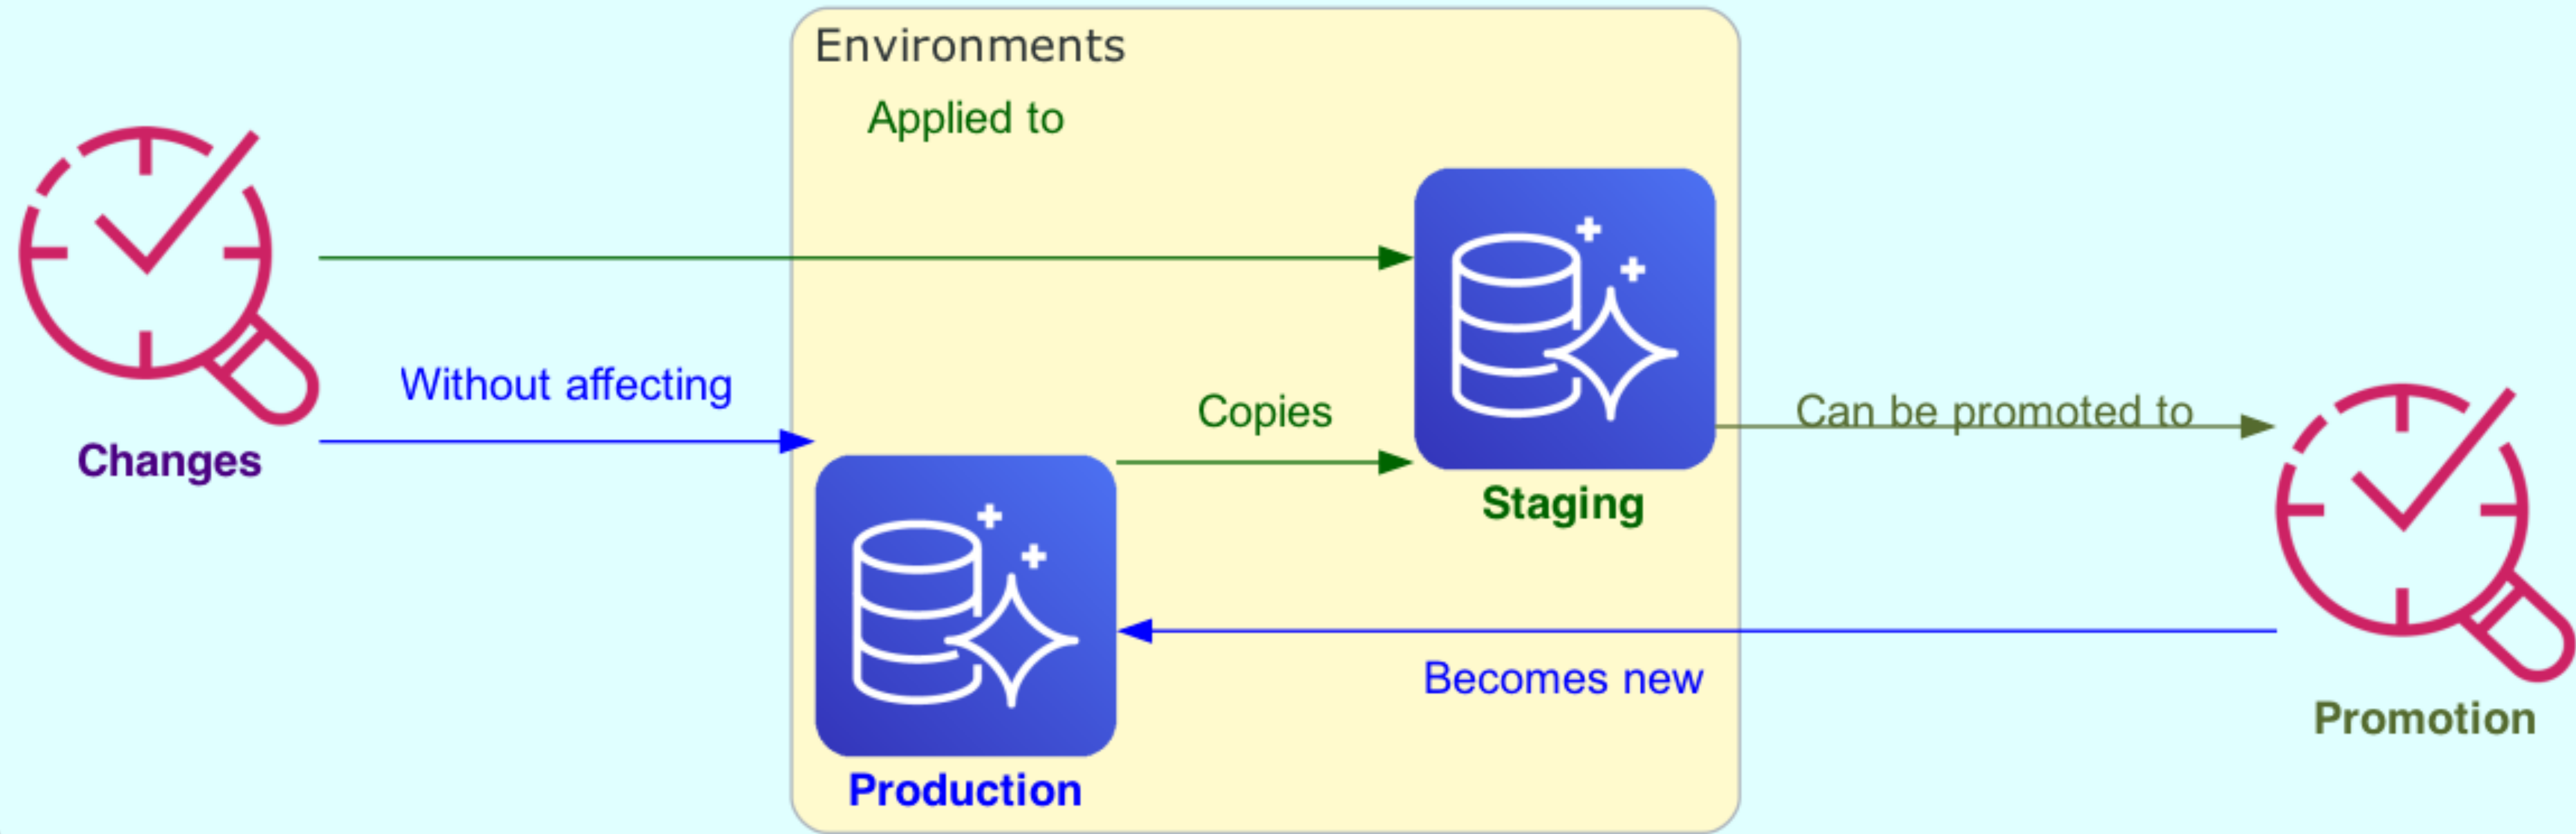 Environments
Applied to
Without affecting
Copies
Can be promoted to
Changes
Staging
Becomes new
Promotion
Production